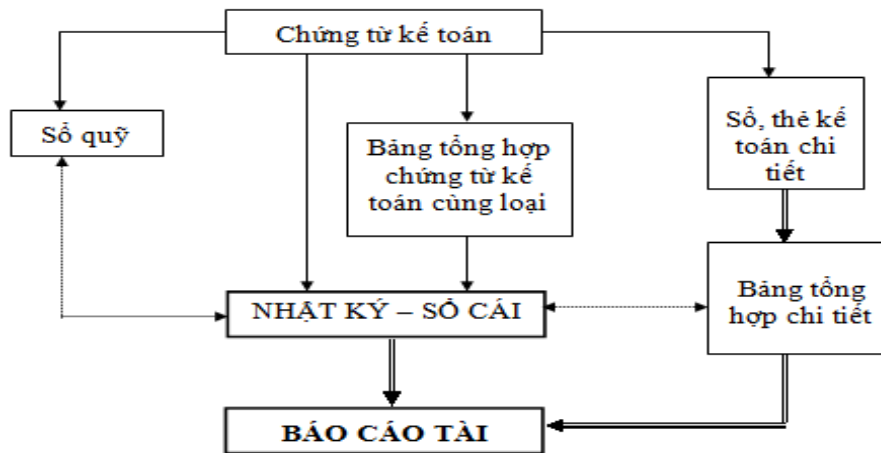 Chứng từ kế toán
Sổ quỹ
Bảng tổng hợp
chứng từ kế
toán cùng loại
Sổ, thẻ kế
toán chi
tiết
NHẬT KÝ – SỔ CÁI
Bảng tổng
hợp chi tiết
BÁO CÁO TÀI